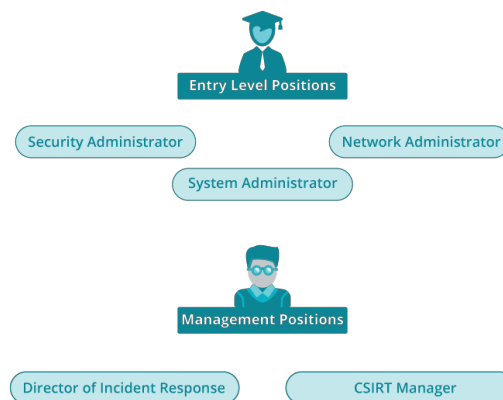 Entry Level Positions
Security Administrator
Network Administrator
System Administrator
Management Positions
Director of Incident Response
CSIRT Manager